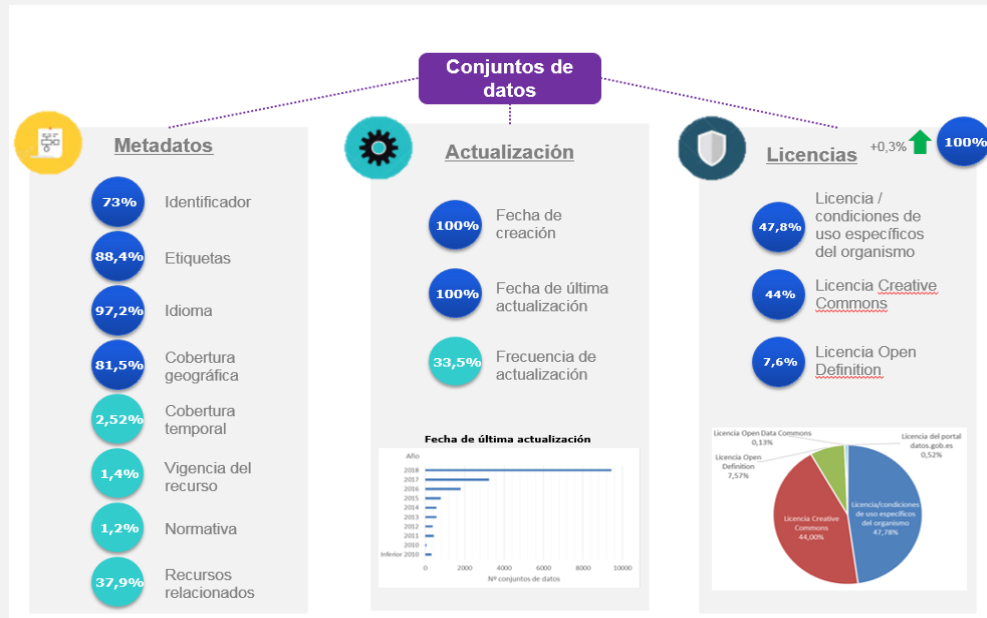 Conjuntos de
datos
Metadatos
73%
Identificador
88,4%
Etiquetas
97,2%
Idioma
81,5%
Cobertura
geográfica
2,52%
Cobertura
temporal
1,4%
Vigencia del
recurso
1,2%
Normativa
37,9%
Recursos
relacionados
Actualización
100%
Fecha de
creación
100%
Fecha de última
actualización
33,5%
Frecuencia de
actualización
Fecha de última actualización
Año
2018
2017
2016
2015
2014
2013
2012
2011
2010
Inferior 2010
0 2000 4000 6000 8000 10000
Nº conjuntos de datos
Licencias
+0,3%
100%
47,8%
Licencia /
condiciones de
uso específicos
del organismo
44%
Licencia Creative
Commons
7,6%
Licencia Open
Definition
Licencia Open Data Commons
0,13%
Licencia del portal
datos.gob.es
0,52%
Licencia Open
Definition
7,57%
Licencia Creative
Commons
44,00%
Licencia/condiciones
de uso específicos
del organismo
47,78%